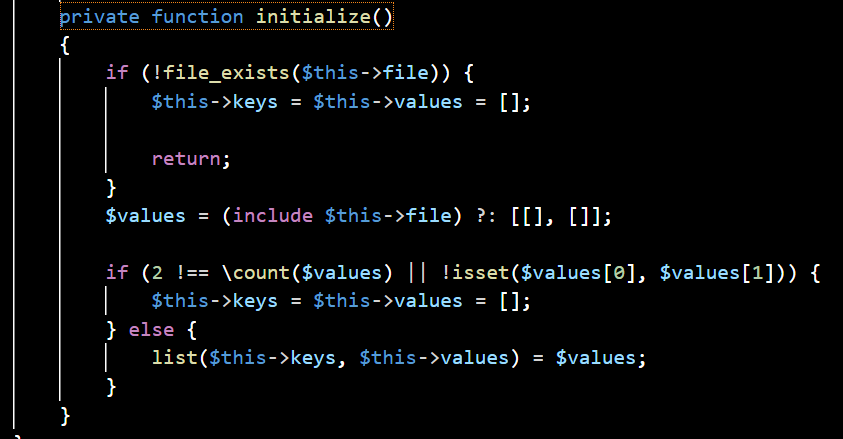 private function initialize()
{
if (!file_exists($this->file)) {
$this->keys = $this->values = [];
return;
}
$values = (include $this->file) ?: [[], []];
if (2 !== \count($values) || !isset($values[0], $values[1])) {
$this->keys = $this->values = [];
} else {
list($this->keys, $this->values) = $values;
}
}